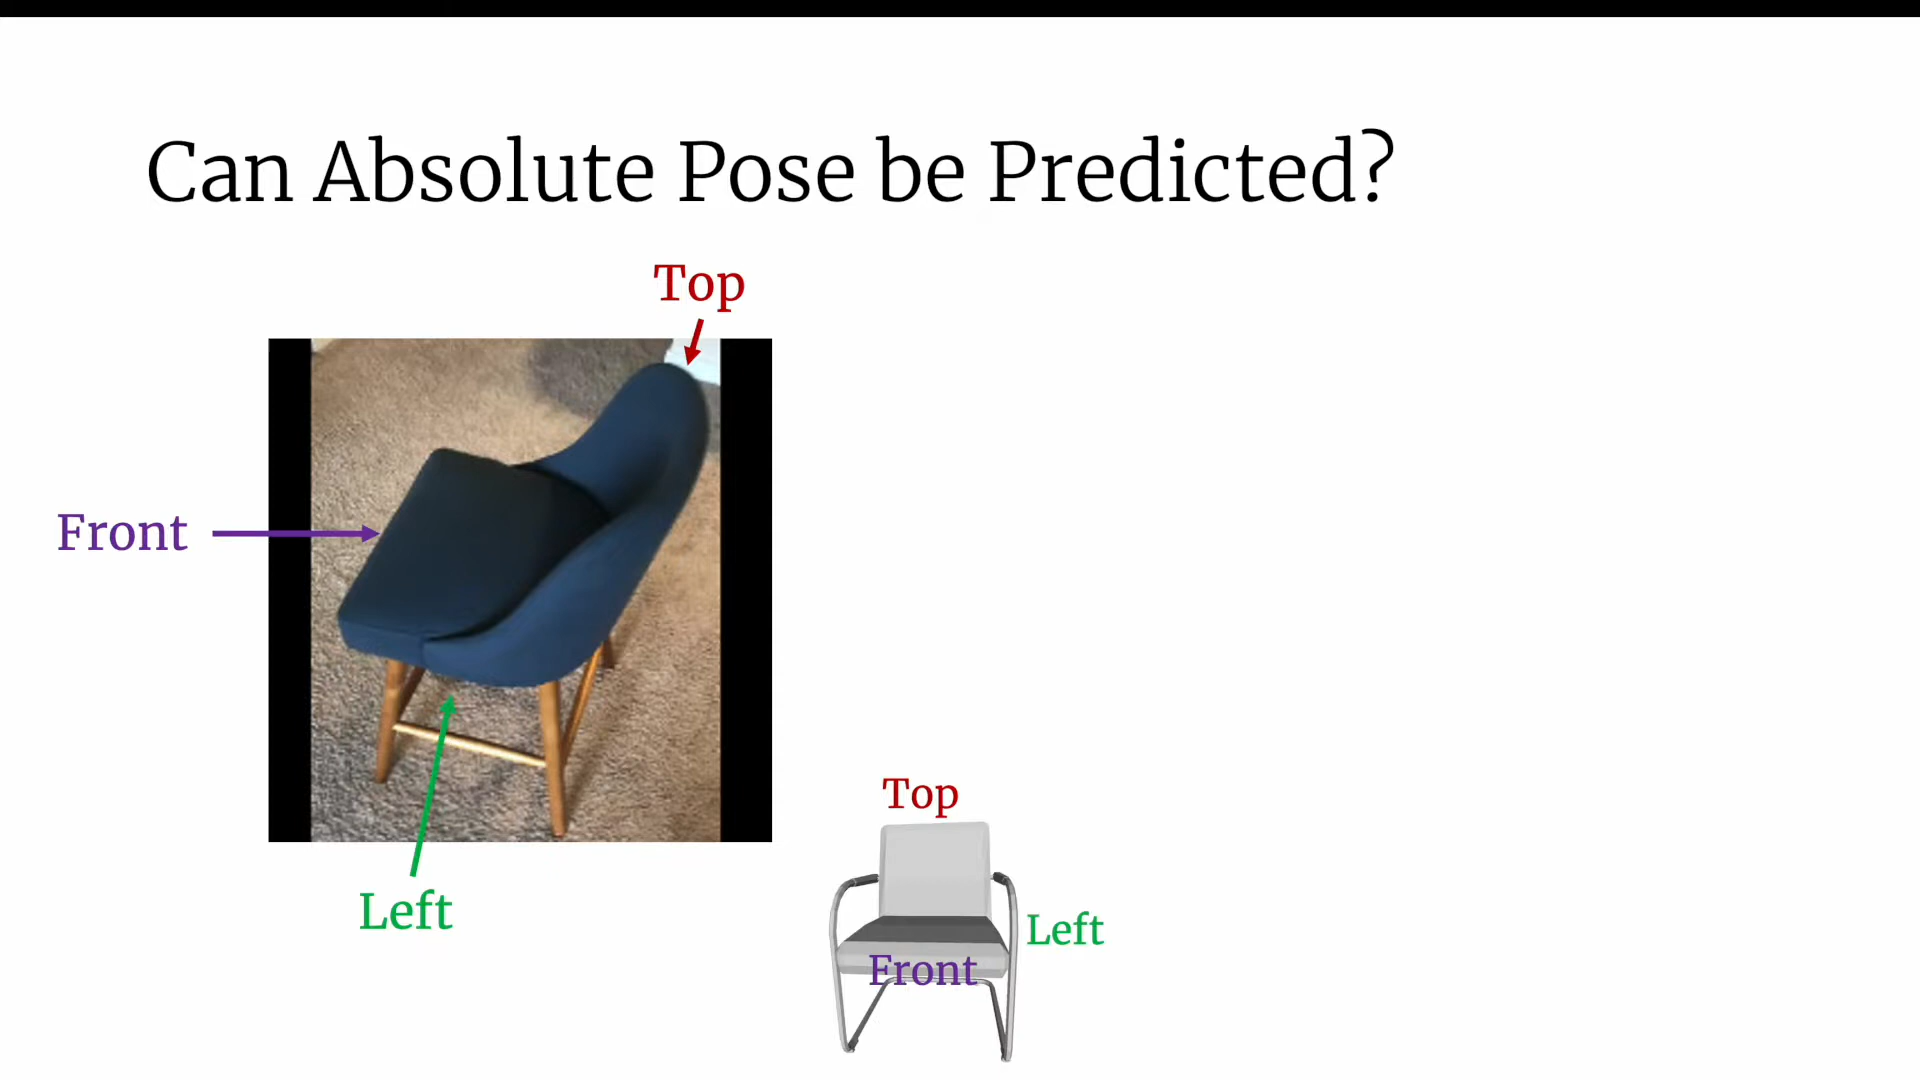 Can Absolute Pose be Predicted?
Top
Front
Left
Top
Left
Front